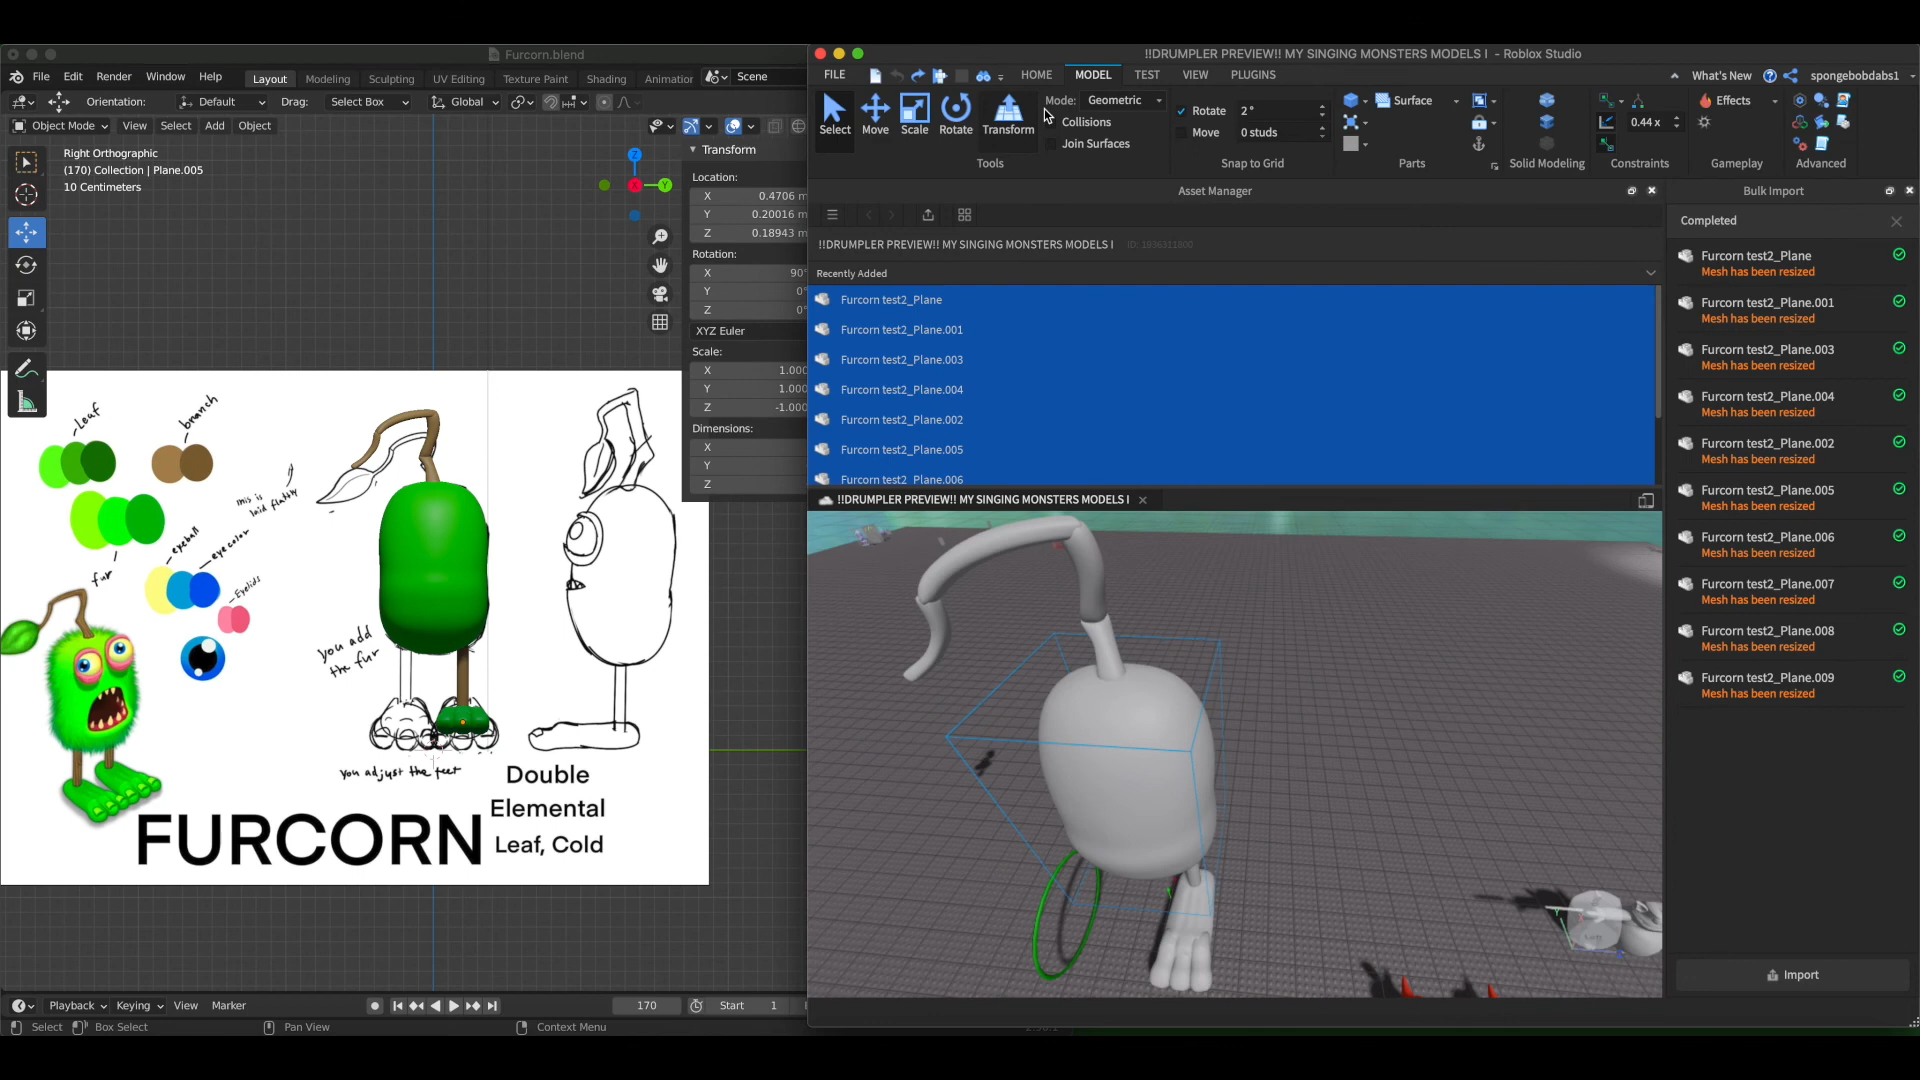 Furcorn.blend
File Edit Render Window Help Layout Modeling Sculpting UV Editing Texture Paint Shading Animation Scene
Orientation: Default Drag: Select Box Global
Object Mode View Select Add Object
Right Orthographic
(170) Collection | Plane.005
10 Centimeters
Z
Y
X
Transform
Location:
X 0.4706 m
Y 0.20016 m
Z 0.18943 m
Rotation:
X 90°
Y 0°
Z 0°
XYZ Euler
Scale:
X 1.000
Y 1.000
Z -1.000
Dimensions:
X
Y
Z
Leaf
branch
this is
fur
eyeball
eyecolor
Eyelids
you add
the fur
you adjust the feet
FURCORN
Double
Elemental
Leaf, Cold
Playback Keying View Marker 170 Start 1
Select Box Select Pan View Context Menu
!!DRUMPLER PREVIEW!! MY SINGING MONSTERS MODELS I - Roblox Studio
FILE HOME MODEL TEST VIEW PLUGINS What's New spongebobdabs1
Select Move Scale Rotate Transform
Mode: Geometric
Collisions
Join Surfaces
Tools
Rotate 2°
Move 0 studs
Snap to Grid
Surface
Parts
Solid Modeling
0.44 x
Constraints
Effects
Gameplay
Advanced
Asset Manager
!!DRUMPLER PREVIEW!! MY SINGING MONSTERS MODELS I
Recently Added
Furcorn test2_Plane
Furcorn test2_Plane.001
Furcorn test2_Plane.003
Furcorn test2_Plane.004
Furcorn test2_Plane.002
Furcorn test2_Plane.005
Furcorn test2_Plane.006
!!DRUMPLER PREVIEW!! MY SINGING MONSTERS MODELS I
Bulk Import
Completed
Furcorn test2_Plane
Mesh has been resized
Furcorn test2_Plane.001
Mesh has been resized
Furcorn test2_Plane.003
Mesh has been resized
Furcorn test2_Plane.004
Mesh has been resized
Furcorn test2_Plane.002
Mesh has been resized
Furcorn test2_Plane.005
Mesh has been resized
Furcorn test2_Plane.006
Mesh has been resized
Furcorn test2_Plane.007
Mesh has been resized
Furcorn test2_Plane.008
Mesh has been resized
Furcorn test2_Plane.009
Mesh has been resized
Import